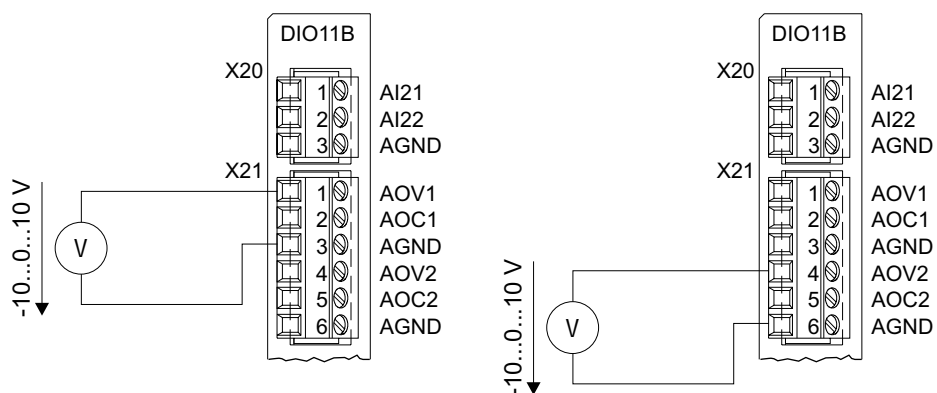 DIO11B
X20
1 AI21
2 AI22
3 AGND
X21
1 AOV1
2 AOC1
3 AGND
4 AOV2
5 AOC2
6 AGND
V
-10...0...10 V
DIO11B
X20
1 AI21
2 AI22
3 AGND
X21
1 AOV1
2 AOC1
3 AGND
4 AOV2
5 AOC2
6 AGND
V
-10...0...10 V